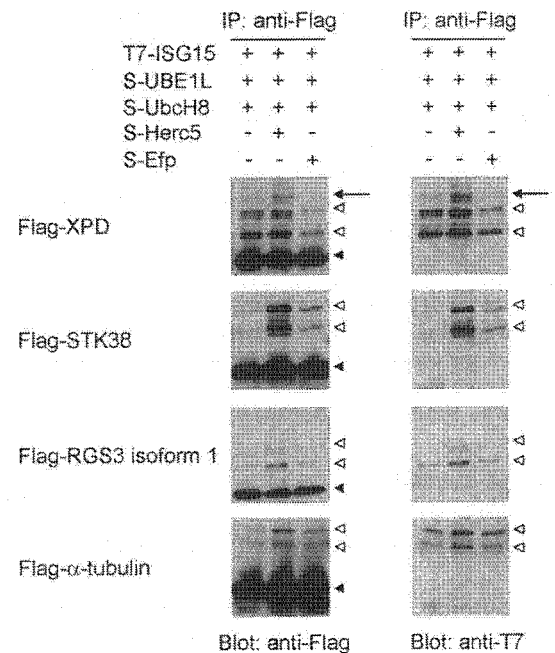 IP: anti-Flag IP: anti-Flag
T7-ISG15 + + + + + +
S-UBE1L + + + + + +
S-UbcH8 + + + + + +
S-Herc5 - + - - + -
S-Efp - - + - - +
Flag-XPD
Flag-STK38
Flag-RGS3 isoform 1
Flag-α-tubulin
Blot: anti-Flag Blot: anti-T7